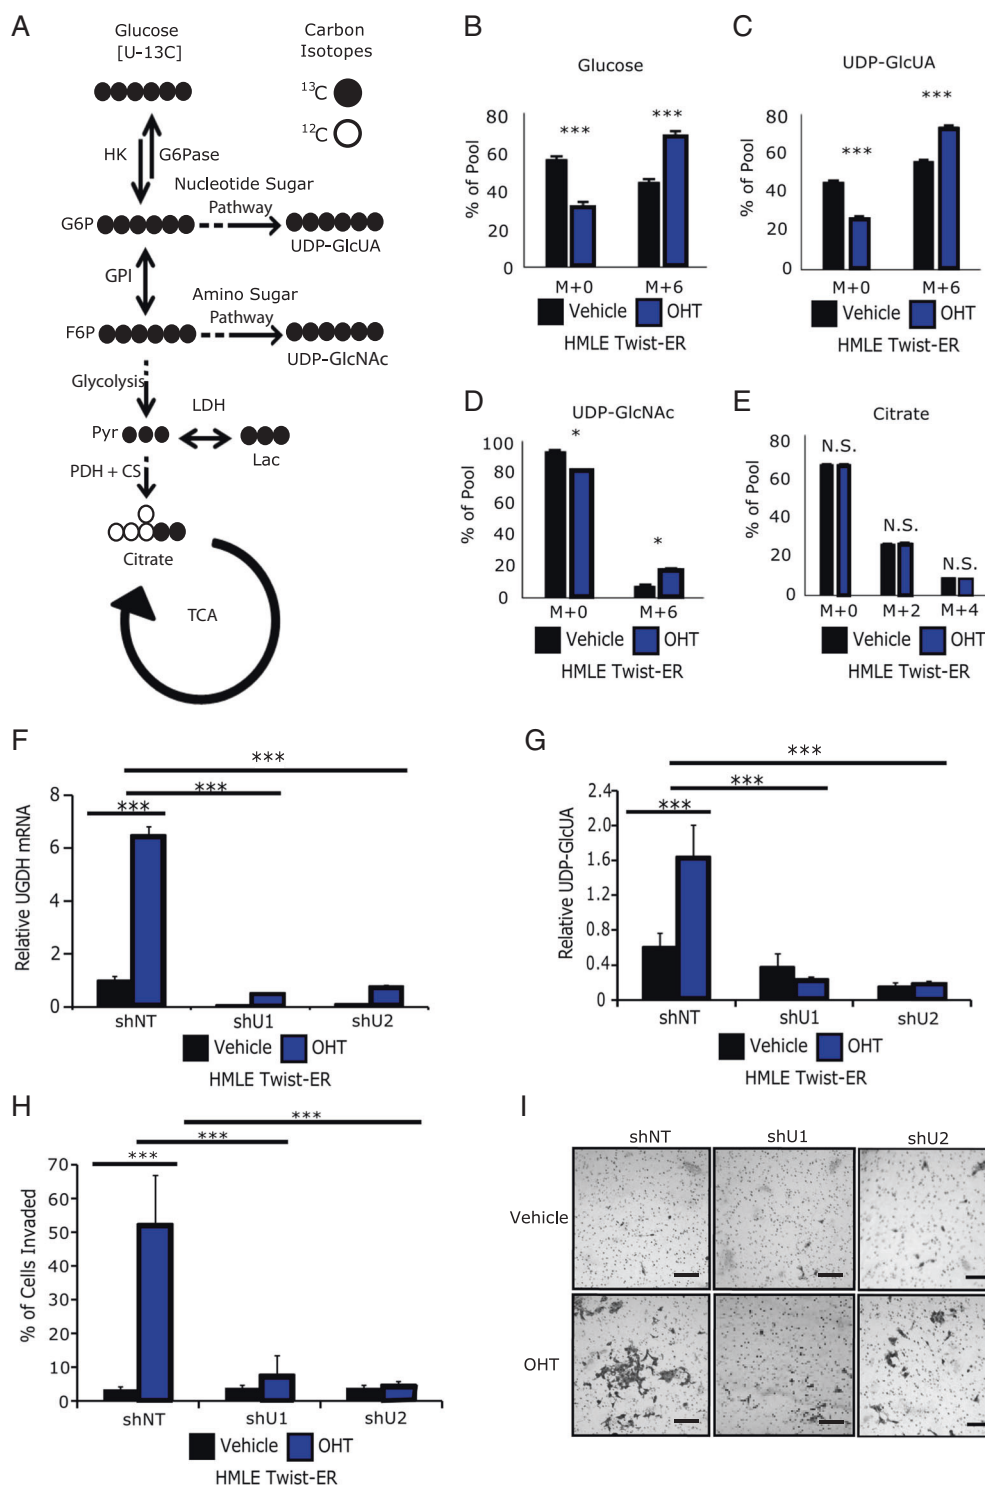 A
Glucose
[U-13C]
Carbon
Isotopes
13C
12C
HK
G6Pase
Nucleotide Sugar
Pathway
G6P
UDP-GlcUA
GPI
Amino Sugar
Pathway
F6P
UDP-GlcNAc
Glycolysis
LDH
Pyr
Lac
PDH + CS
Citrate
TCA
B
Glucose
% of Pool
80
60
40
20
0
***
***
M+0
M+6
Vehicle
OHT
HMLE Twist-ER
C
UDP-GlcUA
% of Pool
80
60
40
20
0
***
***
M+0
M+6
Vehicle
OHT
HMLE Twist-ER
D
UDP-GlcNAc
% of Pool
100
80
60
40
20
0
*
*
M+0
M+6
Vehicle
OHT
HMLE Twist-ER
E
Citrate
% of Pool
80
60
40
20
0
N.S.
N.S.
N.S.
M+0
M+2
M+4
Vehicle
OHT
HMLE Twist-ER
F
***
***
***
Relative UGDH mRNA
8
6
4
2
0
shNT
shU1
shU2
Vehicle
OHT
HMLE Twist-ER
G
***
***
***
Relative UDP-GlcUA
2.4
2.0
1.6
1.2
0.8
0.4
0
shNT
shU1
shU2
Vehicle
OHT
HMLE Twist-ER
H
***
***
***
% of Cells Invaded
70
60
50
40
30
20
10
0
shNT
shU1
shU2
Vehicle
OHT
HMLE Twist-ER
I
shNT
shU1
shU2
Vehicle
OHT